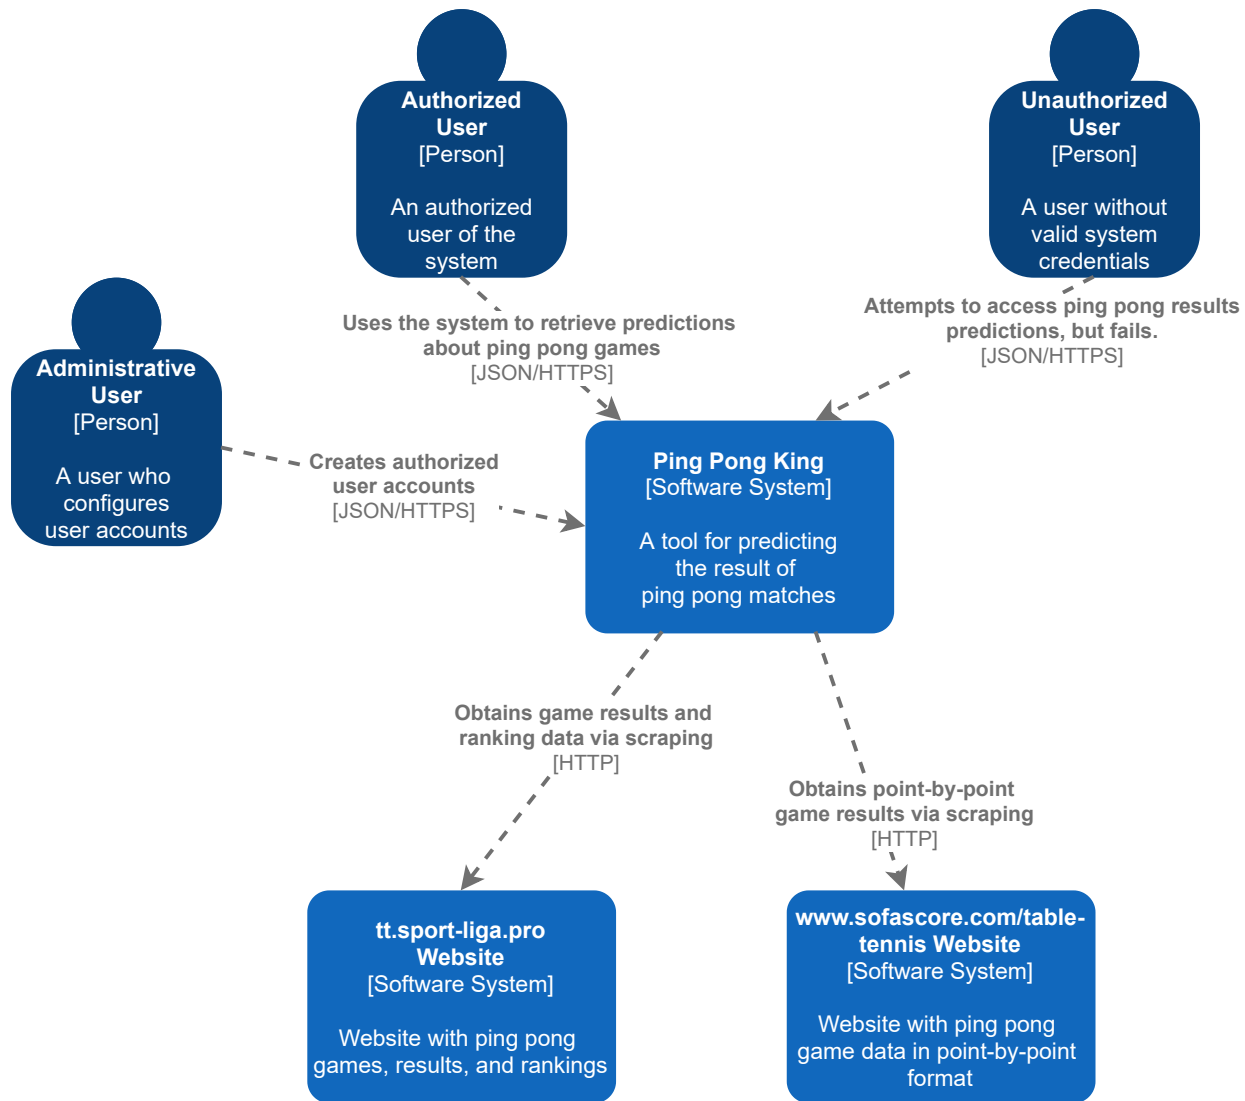 Authorized
User
[Person]
An authorized
user of the
system
Unauthorized
User
[Person]
A user without
valid system
credentials
Uses the system to retrieve predictions
about ping pong games
[JSON/HTTPS]
Attempts to access ping pong results
predictions, but fails.
[JSON/HTTPS]
Administrative
User
[Person]
A user who
configures
user accounts
Creates authorized
user accounts
[JSON/HTTPS]
Ping Pong King
[Software System]
A tool for predicting
the result of
ping pong matches
Obtains game results and
ranking data via scraping
[HTTP]
Obtains point-by-point
game results via scraping
[HTTP]
tt.sport-liga.pro
Website
[Software System]
Website with ping pong
games, results, and rankings
www.sofascore.com/table-
tennis Website
[Software System]
Website with ping pong
game data in point-by-point
format